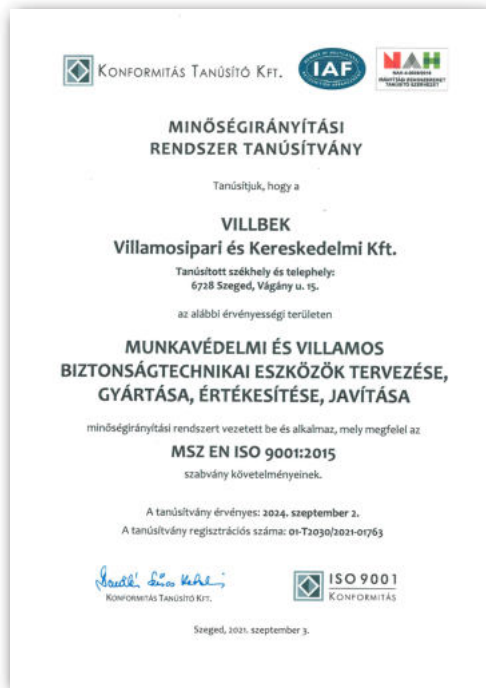 KONFORMITÁS TANÚSÍTÓ KFT.
IAF
NAH
MINŐSÉGIRÁNYÍTÁSI
RENDSZER TANÚSÍTVÁNY
Tanúsítjuk, hogy a
VILLBEK
Villamosipari és Kereskedelmi Kft.
Tanúsított székhely és telephely:
6728 Szeged, Vágány u. 15.
az alábbi érvényességi területen
MUNKAVÉDELMI ÉS VILLAMOS
BIZTONSÁGTECHNIKAI ESZKÖZÖK TERVEZÉSE,
GYÁRTÁSA, ÉRTÉKESÍTÉSE, JAVÍTÁSA
minőségirányítási rendszert vezetett be és alkalmaz, mely megfelel az
MSZ EN ISO 9001:2015
szabvány követelményeinek.
A tanúsítvány érvényes: 2024. szeptember 2.
A tanúsítvány regisztrációs száma: 01-T2030/2021-01763
KONFORMITÁS TANÚSÍTÓ KFT.
ISO 9001
KONFORMITÁS
Szeged, 2021. szeptember 3.